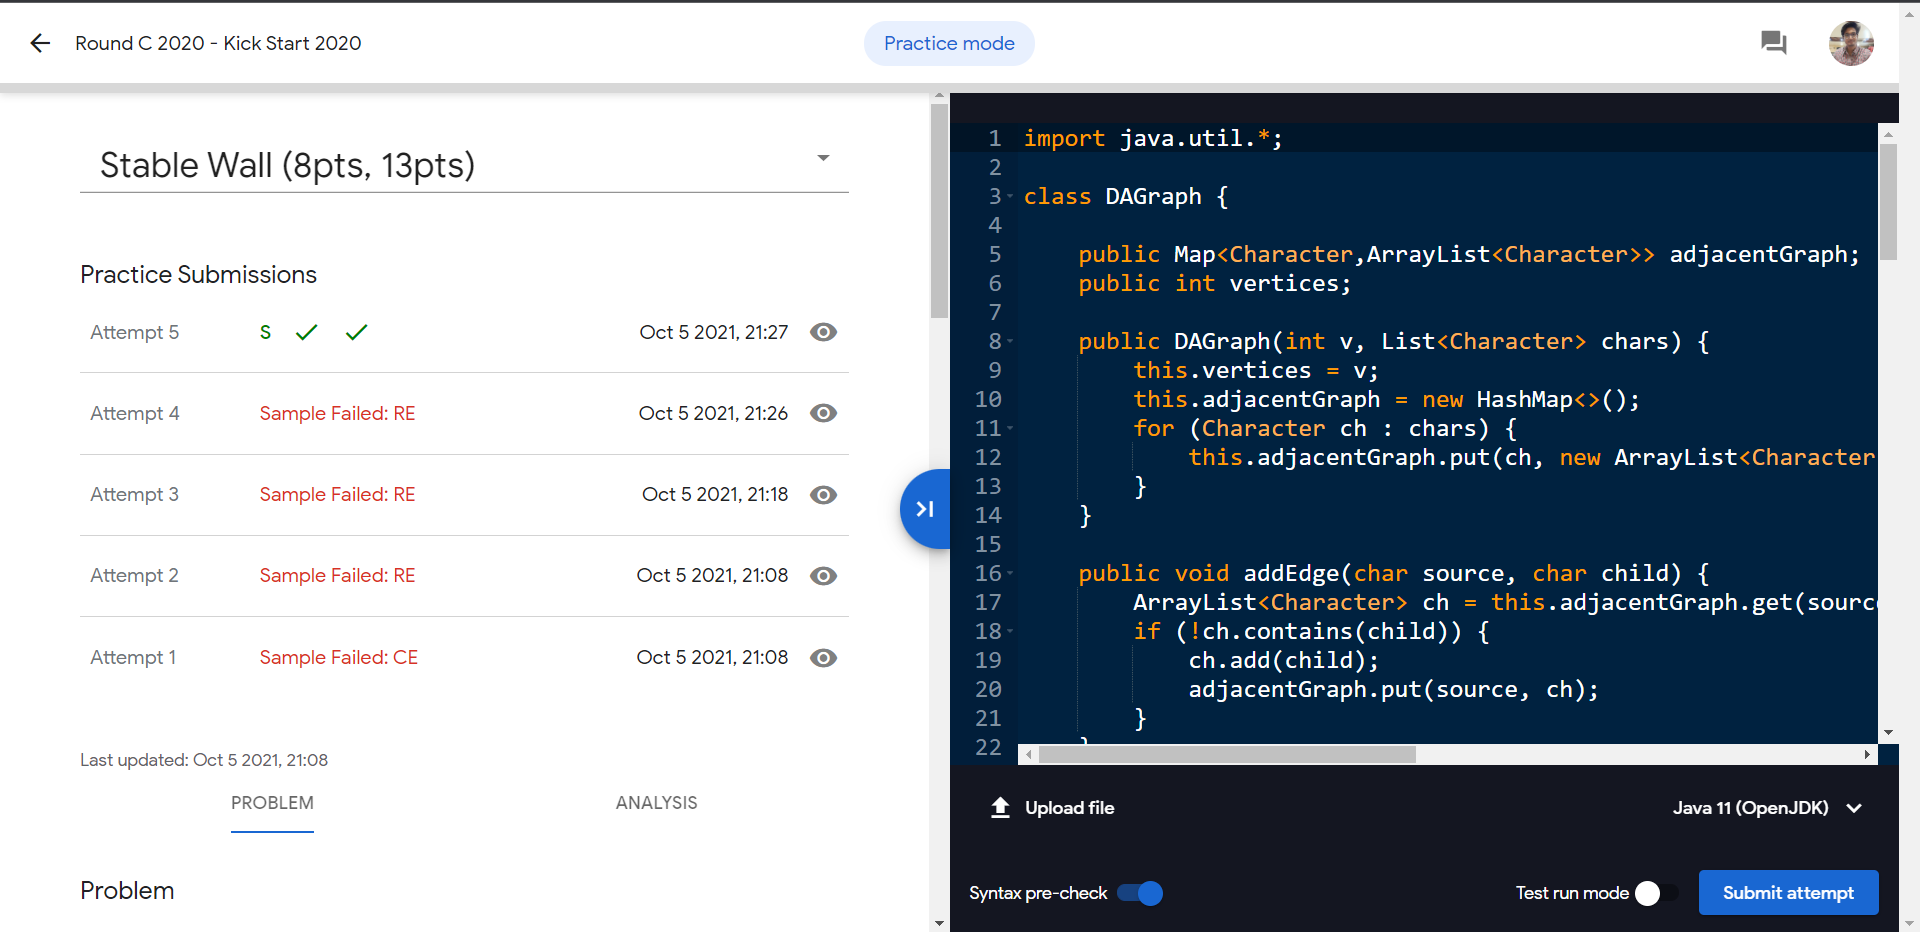 Round C 2020 - Kick Start 2020
Practice mode
Stable Wall (8pts, 13pts)
Practice Submissions
Attempt 5 S Oct 5 2021, 21:27
Attempt 4 Sample Failed: RE Oct 5 2021, 21:26
Attempt 3 Sample Failed: RE Oct 5 2021, 21:18
Attempt 2 Sample Failed: RE Oct 5 2021, 21:08
Attempt 1 Sample Failed: CE Oct 5 2021, 21:08
Last updated: Oct 5 2021, 21:08
PROBLEM ANALYSIS
Problem
1 import java.util.*;
2
3 class DAGraph {
4
5 public Map<Character,ArrayList<Character>> adjacentGraph;
6 public int vertices;
7
8 public DAGraph(int v, List<Character> chars) {
9 this.vertices = v;
10 this.adjacentGraph = new HashMap<>();
11 for (Character ch : chars) {
12 this.adjacentGraph.put(ch, new ArrayList<Character
13 }
14 }
15
16 public void addEdge(char source, char child) {
17 ArrayList<Character> ch = this.adjacentGraph.get(sourc
18 if (!ch.contains(child)) {
19 ch.add(child);
20 adjacentGraph.put(source, ch);
21 }
22 }
Upload file
Java 11 (OpenJDK)
Syntax pre-check
Test run mode
Submit attempt